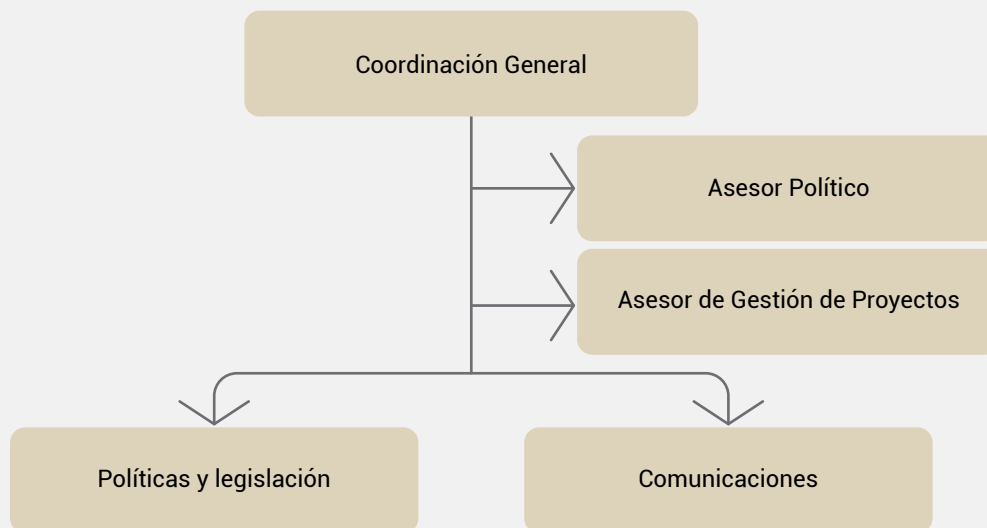 Coordinación General
Asesor Político
Asesor de Gestión de Proyectos
Políticas y legislación
Comunicaciones